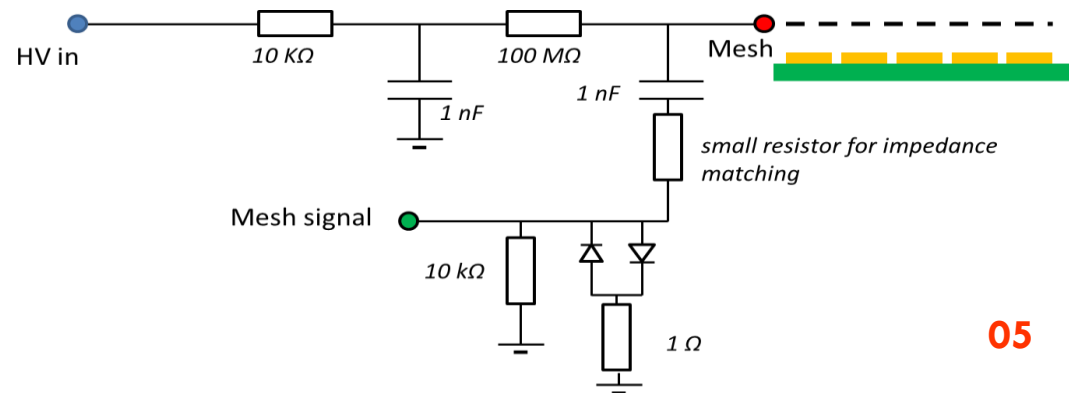 HV in
10 KΩ
100 MΩ
Mesh
1 nF
1 nF
small resistor for impedance
matching
Mesh signal
10 kΩ
1 Ω
05